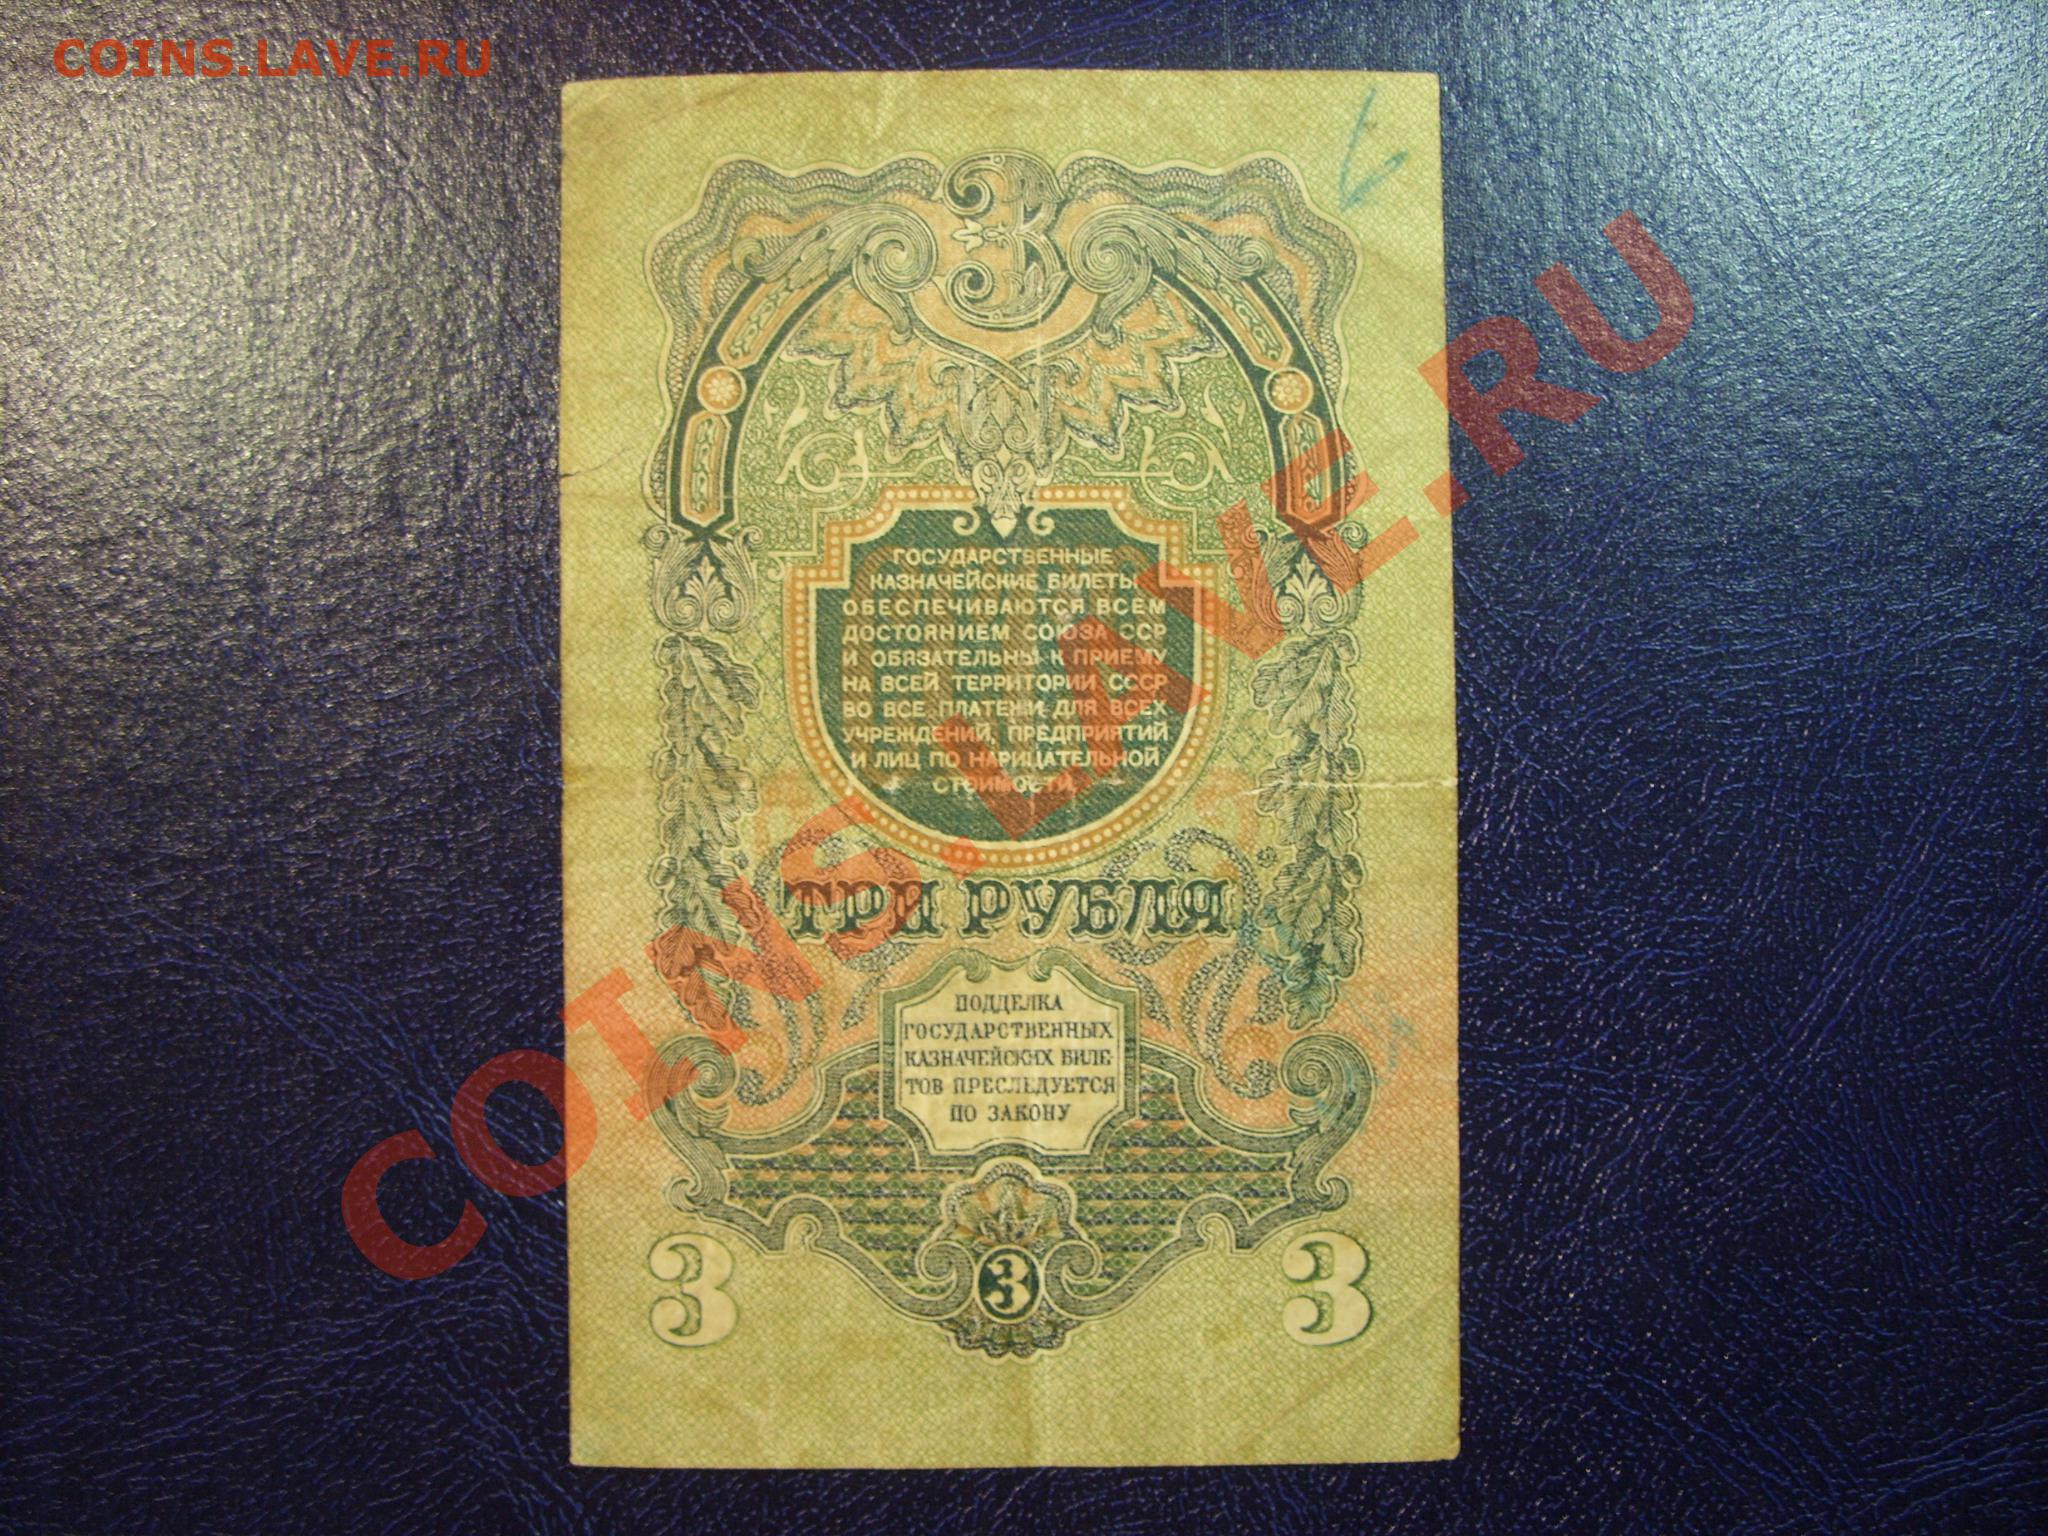 COINS.LAVE.RU
3
ГОСУДАРСТВЕННЫЕ
КАЗНАЧЕЙСКИЕ БИЛЕТЫ
ОБЕСПЕЧИВАЮТСЯ ВСЕМ
ДОСТОЯНИЕМ СОЮЗА ССР
И ОБЯЗАТЕЛЬНЫ К ПРИЕМУ
НА ВСЕЙ ТЕРРИТОРИИ СССР
ВО ВСЕ ПЛАТЕЖИ ДЛЯ ВСЕХ
УЧРЕЖДЕНИЙ, ПРЕДПРИЯТИЙ
И ЛИЦ ПО НАРИЦАТЕЛЬНОЙ
СТОИМОСТИ.
ТРИ РУБЛЯ
ПОДДЕЛКА
ГОСУДАРСТВЕННЫХ
КАЗНАЧЕЙСКИХ БИЛЕ-
ТОВ ПРЕСЛЕДУЕТСЯ
ПО ЗАКОНУ
3 3 3
COINS.LAVE.RU